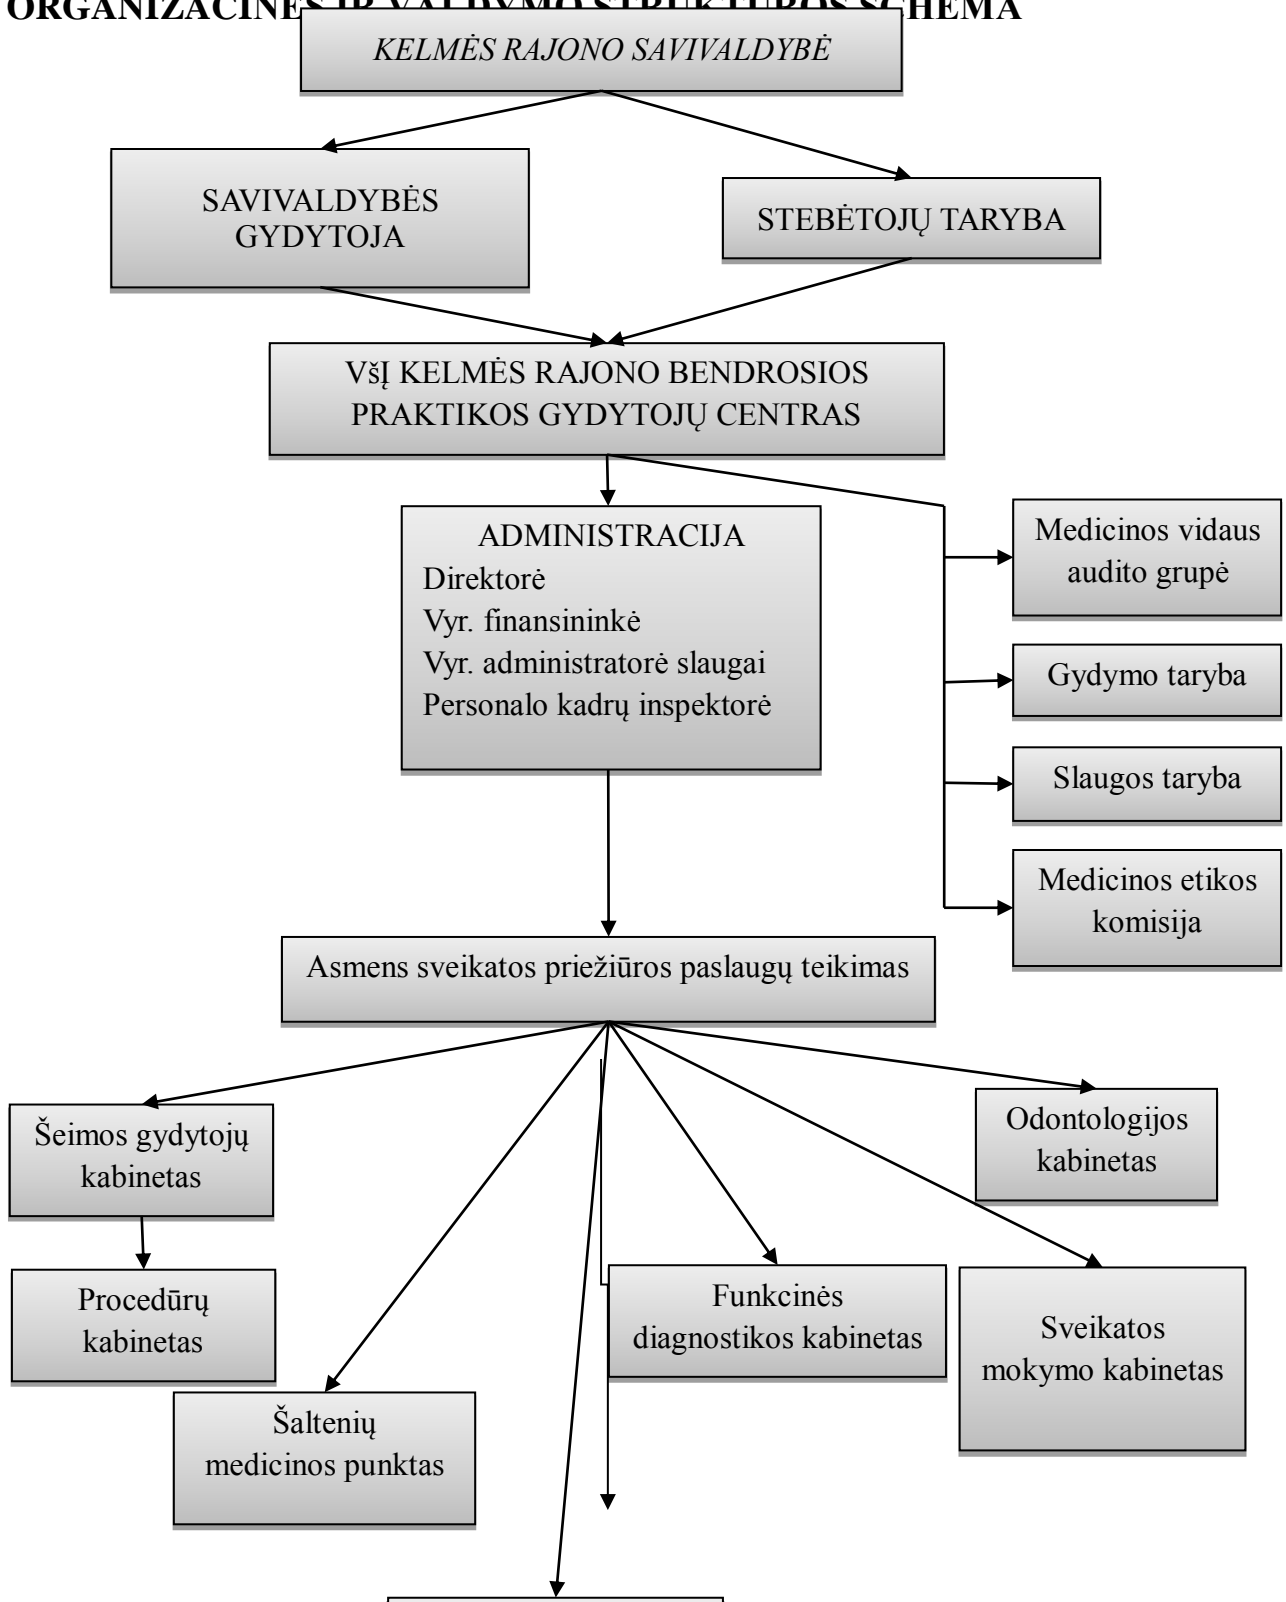 ORGANIZACINĖS IR VALDYMO STRUKTŪROS SCHEMA
KELMĖS RAJONO SAVIVALDYBĖ
SAVIVALDYBĖS
GYDYTOJA
STEBĖTOJŲ TARYBA
VšĮ KELMĖS RAJONO BENDROSIOS
PRAKTIKOS GYDYTOJŲ CENTRAS
ADMINISTRACIJA
Direktorė
Vyr. finansininkė
Vyr. administratorė slaugai
Personalo kadrų inspektorė
Medicinos vidaus
audito grupė
Gydymo taryba
Slaugos taryba
Medicinos etikos
komisija
Asmens sveikatos priežiūros paslaugų teikimas
Šeimos gydytojų
kabinetas
Odontologijos
kabinetas
Procedūrų
kabinetas
Funkcinės
diagnostikos kabinetas
Sveikatos
mokymo kabinetas
Šaltenių
medicinos punktas